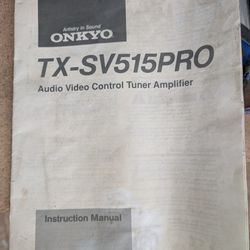 Artistry in Sound
ONKYO
TX-SV515PRO
Audio Video Control Tuner Amplifier
Instruction Manual